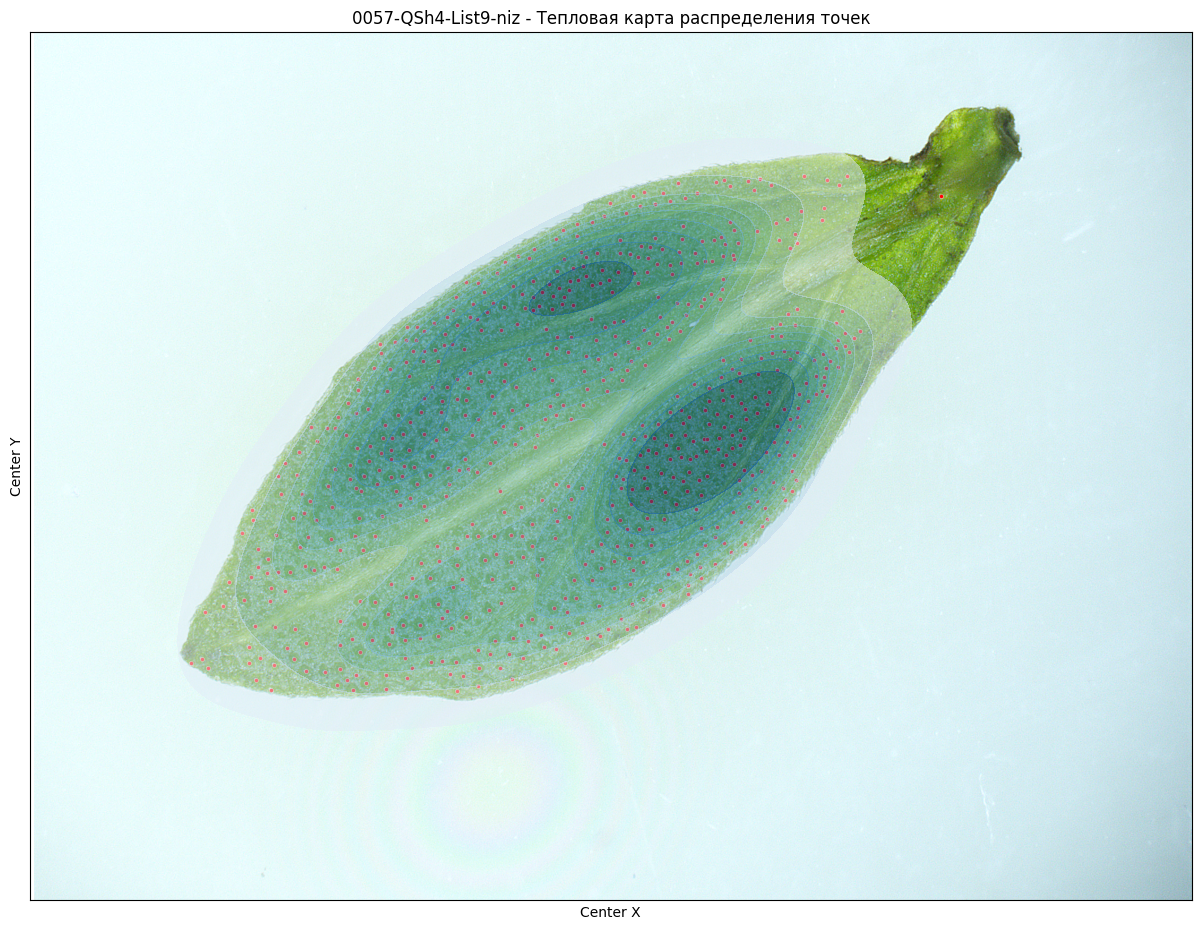 0057-QSh4-List9-niz - Тепловая карта распределения точек
Center Y
Center X